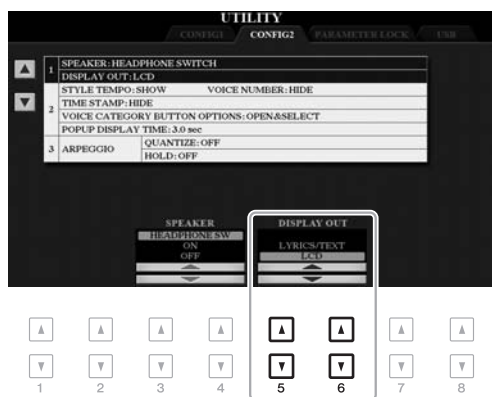 UTILITY
CONFIG1 CONFIG2 PARAMETER LOCK USB
1 SPEAKER:HEADPHONE SWITCH
DISPLAY OUT:LCD
2 STYLE TEMPO:SHOW VOICE NUMBER:HIDE
TIME STAMP:HIDE
VOICE CATEGORY BUTTON OPTIONS:OPEN&SELECT
POPUP DISPLAY TIME:3.0 sec
3 ARPEGGIO QUANTIZE:OFF
HOLD:OFF
SPEAKER DISPLAY OUT
HEADPHONE SW
ON LYRICS/TEXT
OFF LCD
1 2 3 4 5 6 7 8